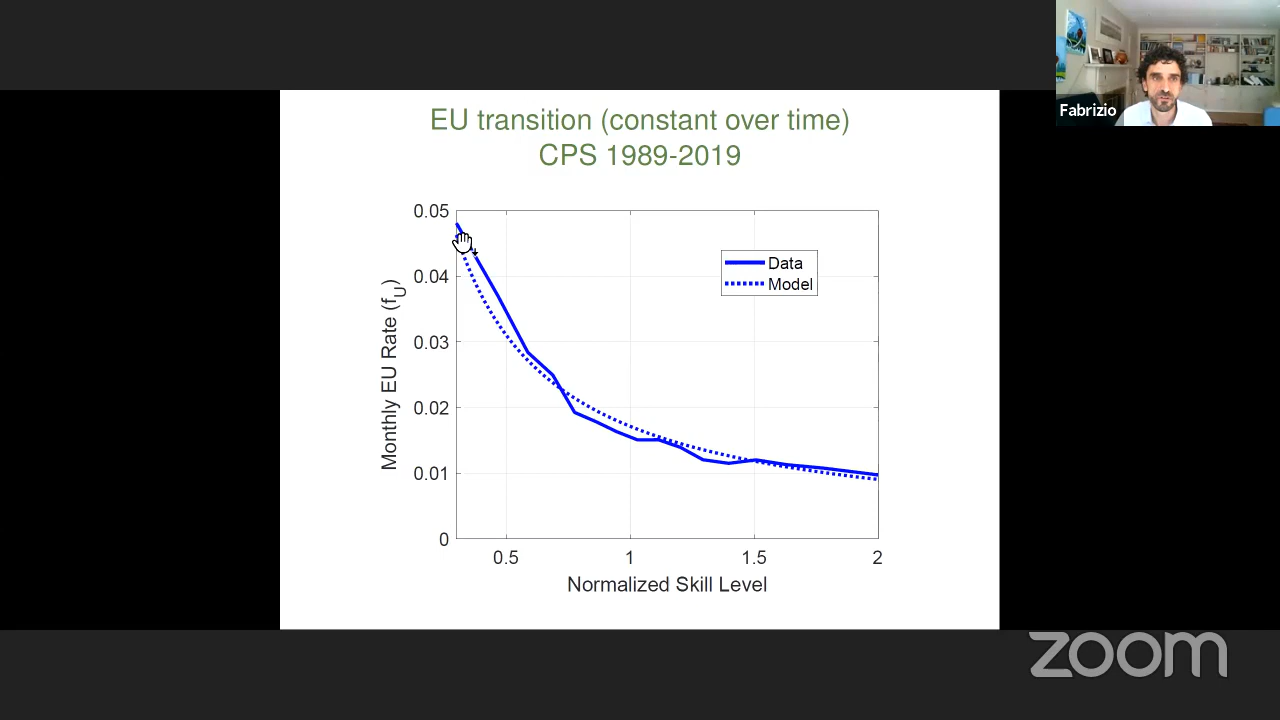 Fabrizio
EU transition (constant over time)
CPS 1989-2019
0.05
0.04
0.03
0.02
0.01
0
Monthly EU Rate (fU)
Data
Model
0.5
1
1.5
2
Normalized Skill Level
zoom